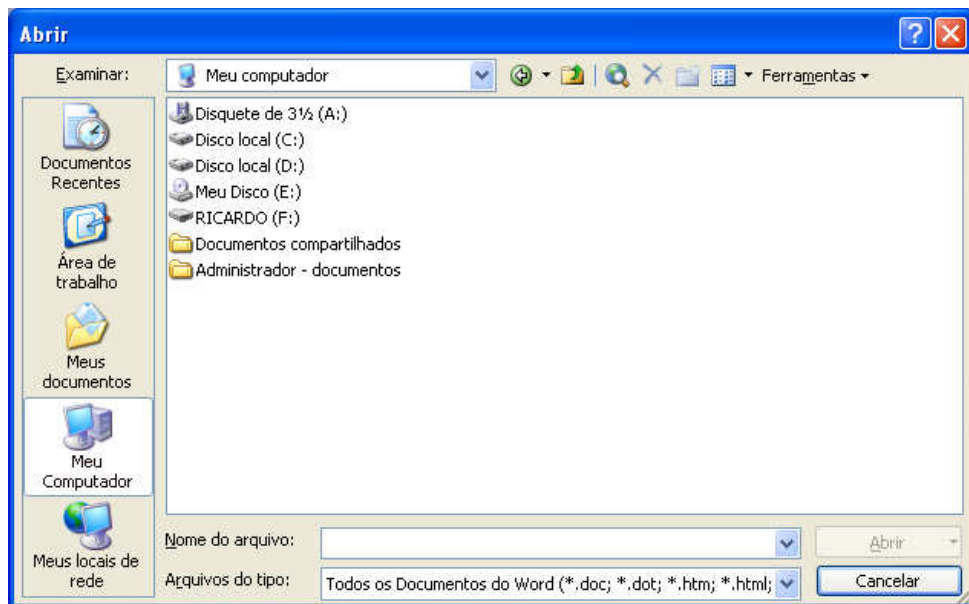 Abrir
Examinar:
Meu computador
Ferramentas
Documentos
Recentes
Área de
trabalho
Meus
documentos
Meu
Computador
Meus locais de
rede
Disquete de 3½ (A:)
Disco local (C:)
Disco local (D:)
Meu Disco (E:)
RICARDO (F:)
Documentos compartilhados
Administrador - documentos
Nome do arquivo:
Abrir
Arquivos do tipo:
Todos os Documentos do Word (*.doc; *.dot; *.htm; *.html;
Cancelar